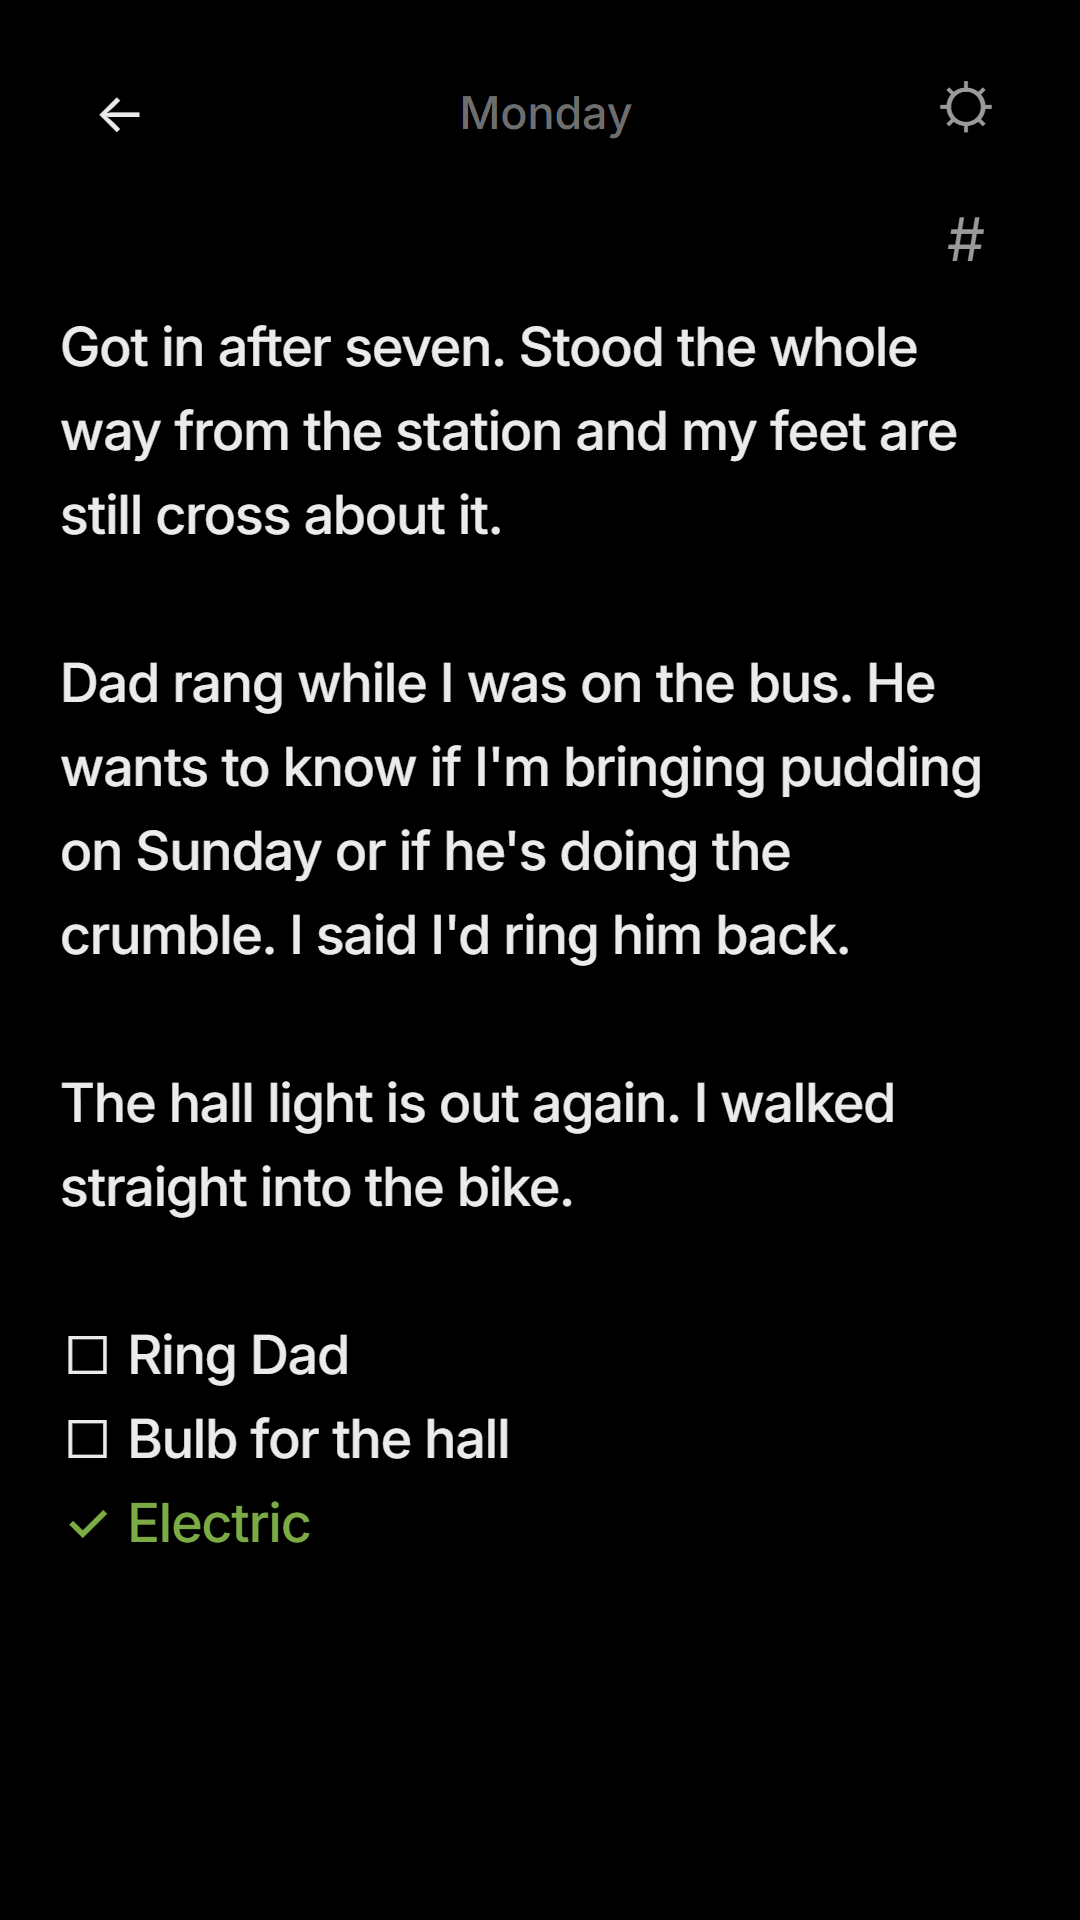 Monday
#
Got in after seven. Stood the whole
way from the station and my feet are
still cross about it.
Dad rang while I was on the bus. He
wants to know if I'm bringing pudding
on Sunday or if he's doing the
crumble. I said I'd ring him back.
The hall light is out again. I walked
straight into the bike.
☐ Ring Dad
☐ Bulb for the hall
✓ Electric